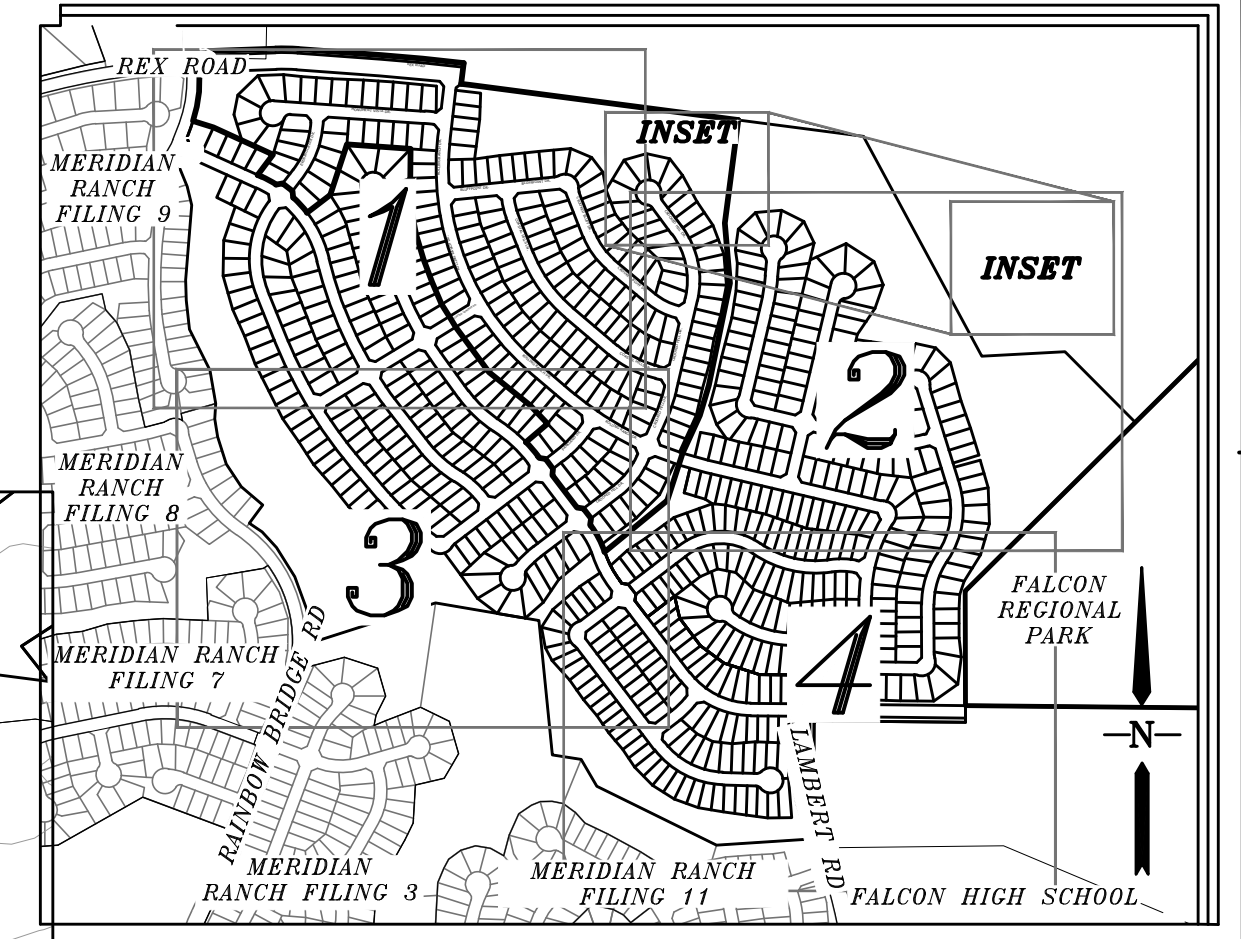 REX ROAD
INSET
MERIDIAN
RANCH
FILING 9
1
INSET
2
MERIDIAN
RANCH
FILING 8
3
FALCON
REGIONAL
PARK
MERIDIAN RANCH
FILING 7
4
RAINBOW BRIDGE RD
N
LAMBERT RD
MERIDIAN
RANCH FILING 3
MERIDIAN RANCH
FILING 11
FALCON HIGH SCHOOL